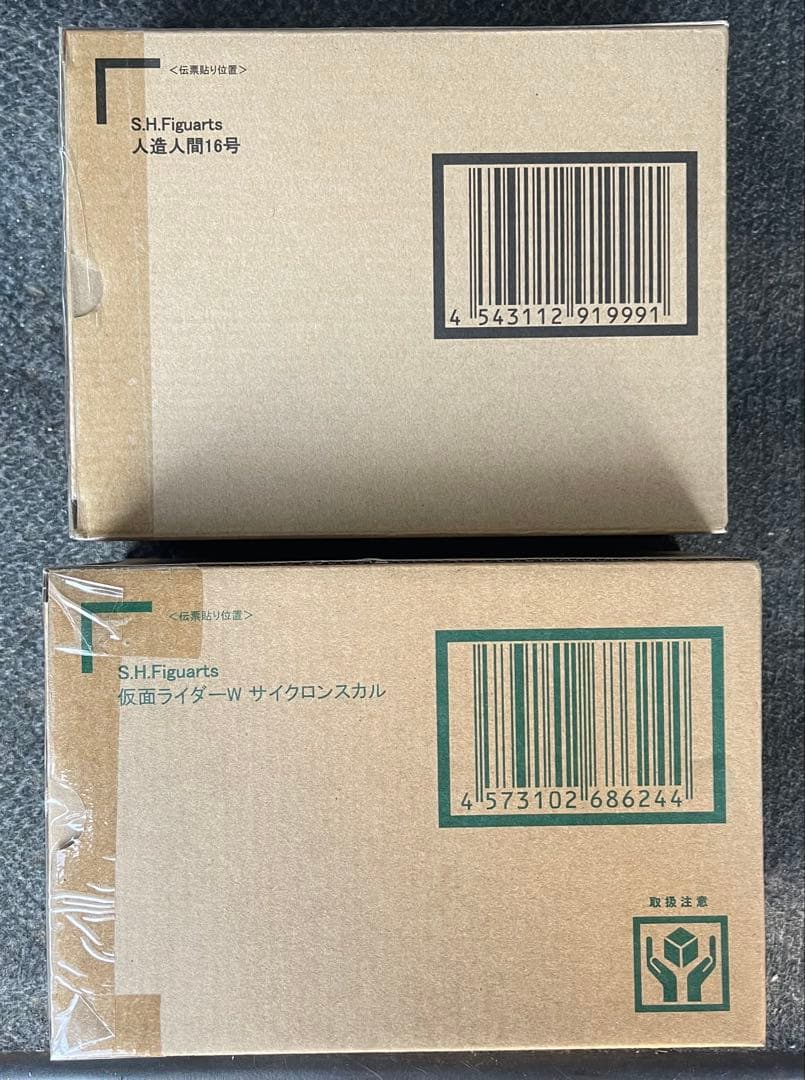 <伝票貼り位置>
S.H.Figuarts
人造人間16号
4 543112 919991
<伝票貼り位置>
S.H.Figuarts
仮面ライダーW サイクロンスカル
4 573102 686244
取扱注意